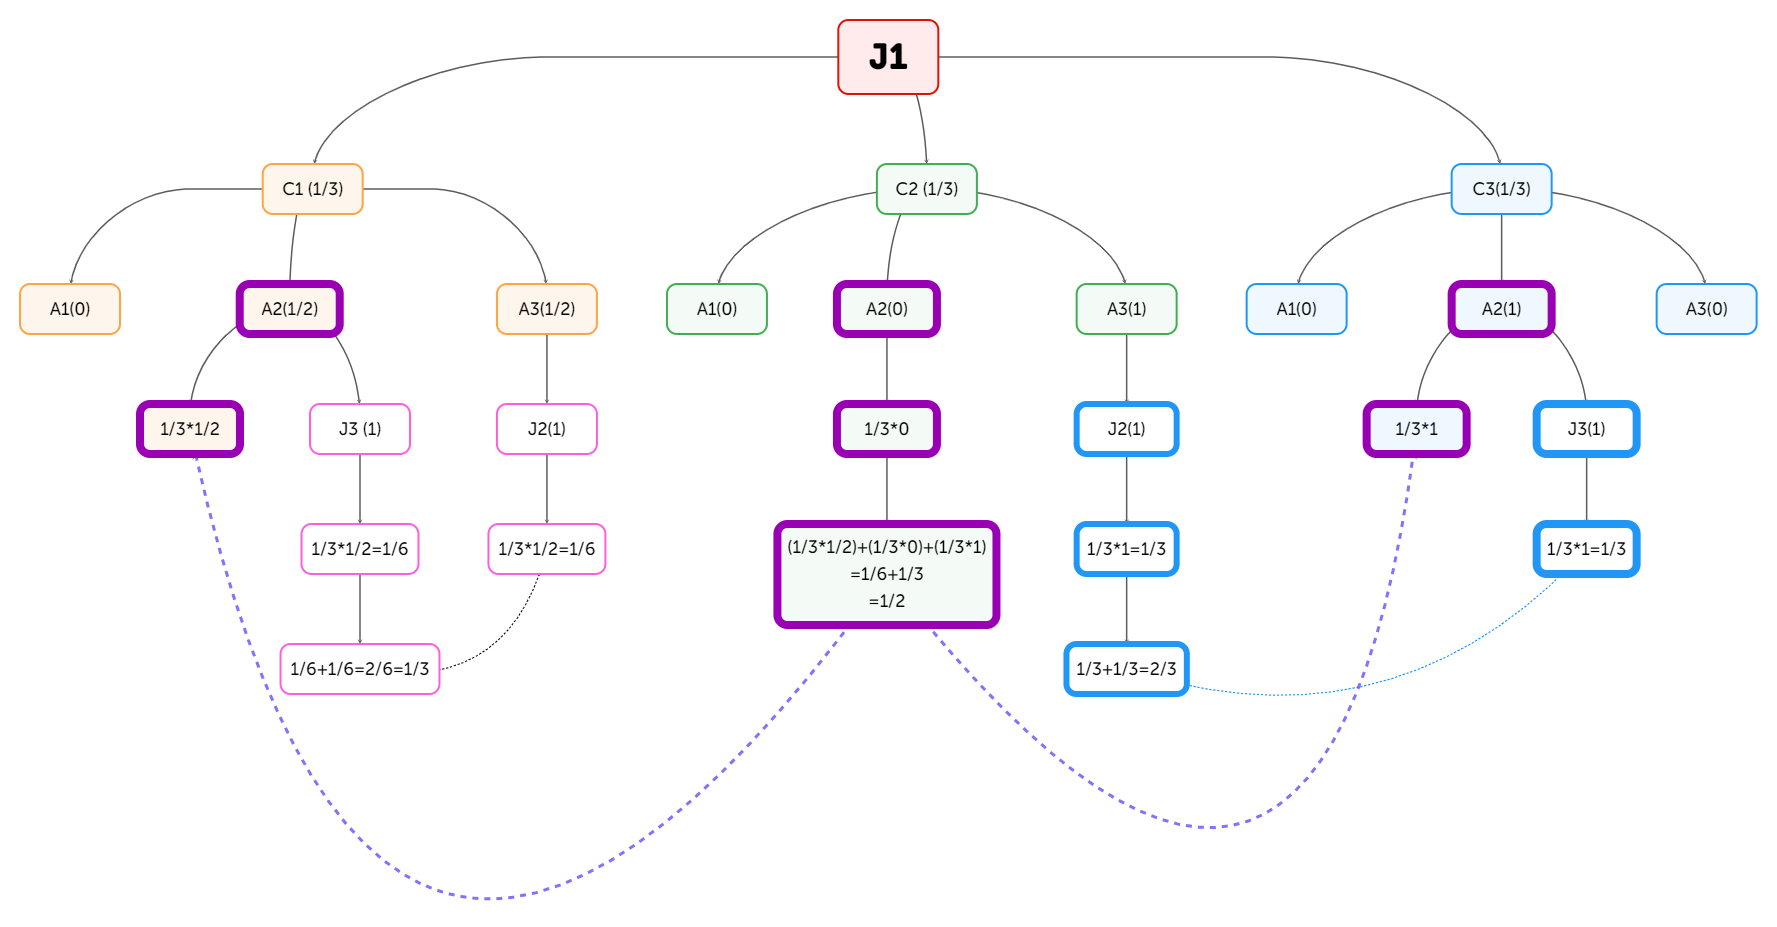 J1
C1 (1/3)
C2 (1/3)
C3(1/3)
A1(0)
A2(1/2)
A3(1/2)
A1(0)
A2(0)
A3(1)
A1(0)
A2(1)
A3(0)
1/3*1/2
J3 (1)
J2(1)
1/3*0
J2(1)
1/3*1
J3(1)
1/3*1/2=1/6
1/3*1/2=1/6
(1/3*1/2)+(1/3*0)+(1/3*1)
=1/6+1/3
=1/2
1/3*1=1/3
1/3*1=1/3
1/6+1/6=2/6=1/3
1/3+1/3=2/3